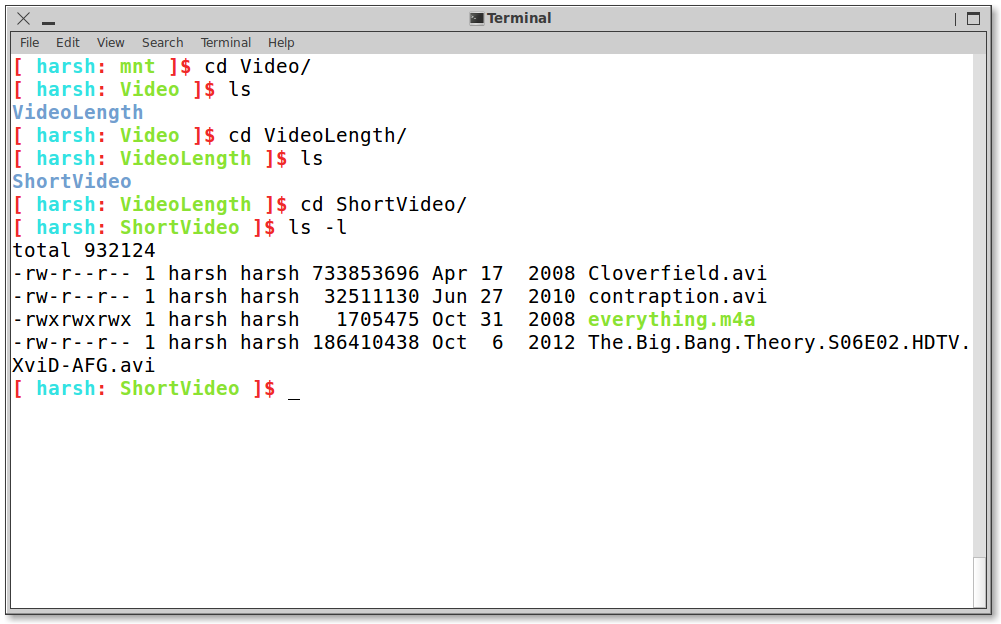 Terminal
File Edit View Search Terminal Help
[ harsh: mnt ]$ cd Video/
[ harsh: Video ]$ ls
VideoLength
[ harsh: Video ]$ cd VideoLength/
[ harsh: VideoLength ]$ ls
ShortVideo
[ harsh: VideoLength ]$ cd ShortVideo/
[ harsh: ShortVideo ]$ ls -l
total 932124
-rw-r--r-- 1 harsh harsh 733853696 Apr 17  2008 Cloverfield.avi
-rw-r--r-- 1 harsh harsh  32511130 Jun 27  2010 contraption.avi
-rwxrwxrwx 1 harsh harsh   1705475 Oct 31  2008 everything.m4a
-rw-r--r-- 1 harsh harsh 186410438 Oct  6  2012 The.Big.Bang.Theory.S06E02.HDTV.
XviD-AFG.avi
[ harsh: ShortVideo ]$ _